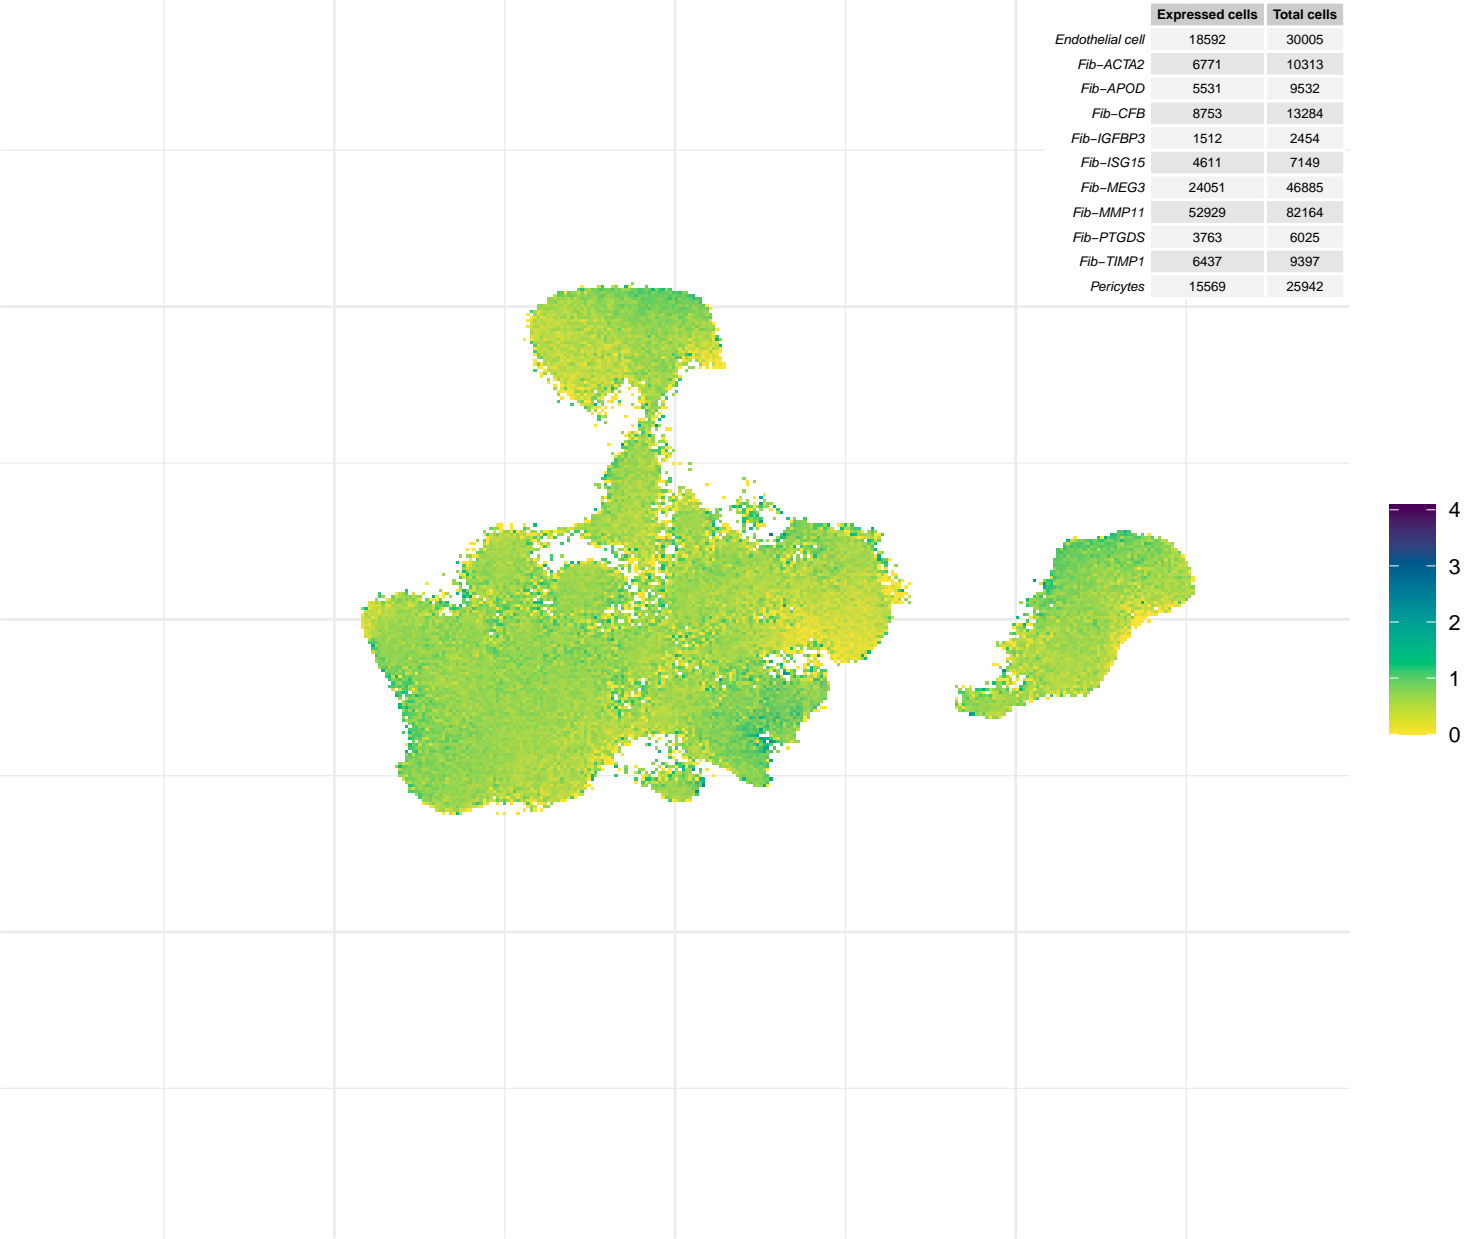 Expressed cells Total cells
Endothelial cell 18592 30005
Fib−ACTA2 6771 10313
Fib−APOD 5531 9532
Fib−CFB 8753 13284
Fib−IGFBP3 1512 2454
Fib−ISG15 4611 7149
Fib−MEG3 24051 46885
Fib−MMP11 52929 82164
Fib−PTGDS 3763 6025
Fib−TIMP1 6437 9397
Pericytes 15569 25942
4
3
2
1
0